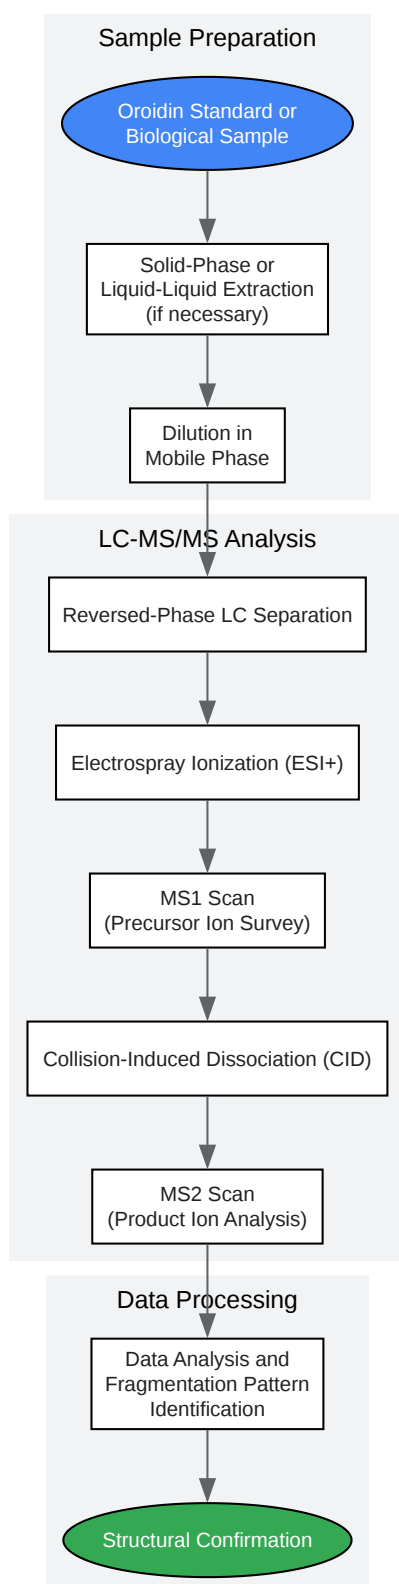 Sample Preparation
Oroidin Standard or
Biological Sample
Solid-Phase or
Liquid-Liquid Extraction
(if necessary)
Dilution in
Mobile Phase
LC-MS/MS Analysis
Reversed-Phase LC Separation
Electrospray Ionization (ESI+)
MS1 Scan
(Precursor Ion Survey)
Collision-Induced Dissociation (CID)
MS2 Scan
(Product Ion Analysis)
Data Processing
Data Analysis and
Fragmentation Pattern
Identification
Structural Confirmation